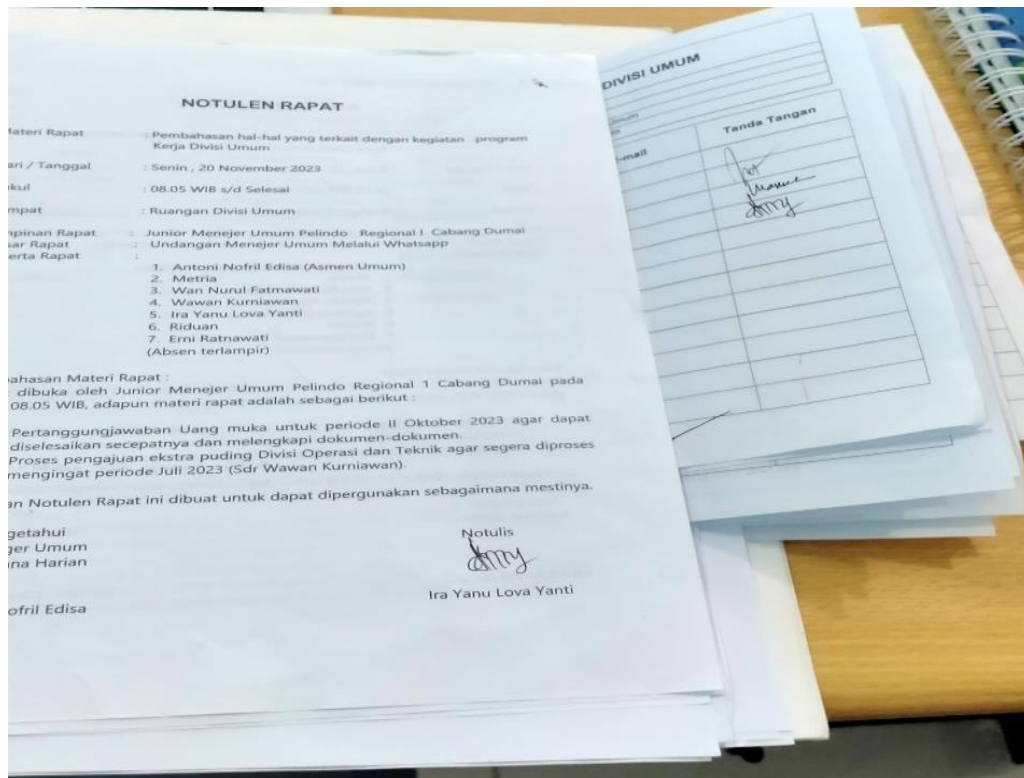 NOTULEN RAPAT
Materi Rapat : Pembahasan hal-hal yang terkait dengan kegiatan program
Kerja Divisi Umum
ari / Tanggal : Senin , 20 November 2023
kul : 08.05 WIB s/d Selesai
mpat : Ruangan Divisi Umum
mpinan Rapat : Junior Menejer Umum Pelindo Regional I Cabang Dumai
sar Rapat : Undangan Menejer Umum Melalui Whatsapp
erta Rapat :
1. Antoni Nofril Edisa (Asmen Umum)
2. Metria
3. Wan Nurul Fatmawati
4. Wawan Kurniawan
5. Ira Yanu Lova Yanti
6. Riduan
7. Erni Ratnawati
(Absen terlampir)
ahasan Materi Rapat :
dibuka oleh Junior Menejer Umum Pelindo Regional 1 Cabang Dumai pada
08.05 WIB, adapun materi rapat adalah sebagai berikut :
Pertanggungjawaban Uang muka untuk periode II Oktober 2023 agar dapat
diselesaikan secepatnya dan melengkapi dokumen-dokumen.
Proses pengajuan ekstra puding Divisi Operasi dan Teknik agar segera diproses
mengingat periode Juli 2023 (Sdr Wawan Kurniawan).
an Notulen Rapat ini dibuat untuk dapat dipergunakan sebagaimana mestinya.
getahui
ger Umum
ana Harian
ofril Edisa
Notulis
Ira Yanu Lova Yanti
DIVISI UMUM
-mail
Tanda Tangan